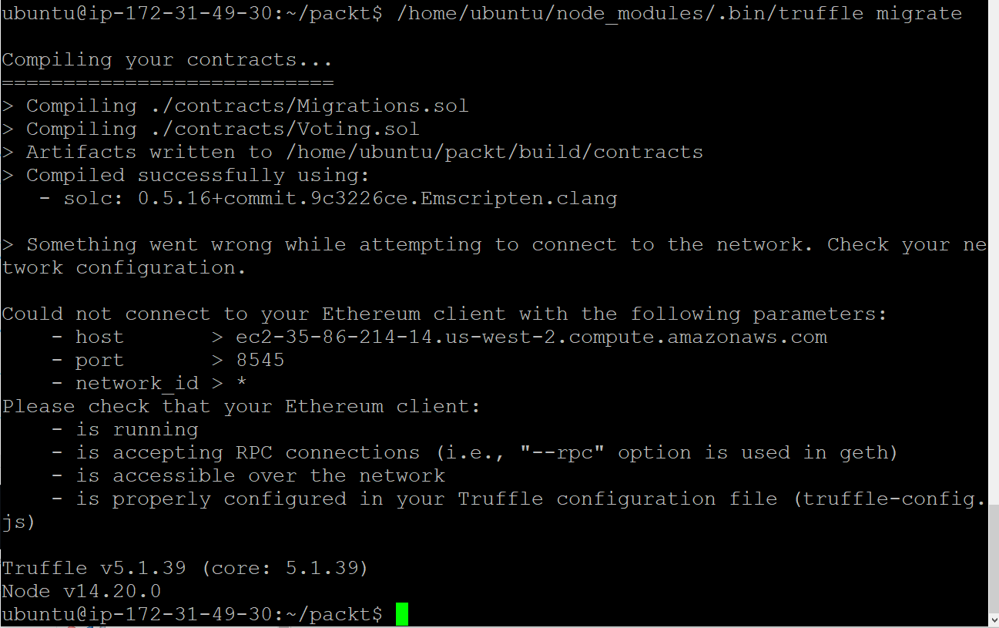 ubuntu@ip-172-31-49-30:~/packt$ /home/ubuntu/node_modules/.bin/truffle migrate
Compiling your contracts...
===========================
> Compiling ./contracts/Migrations.sol
> Compiling ./contracts/Voting.sol
> Artifacts written to /home/ubuntu/packt/build/contracts
> Compiled successfully using:
   - solc: 0.5.16+commit.9c3226ce.Emscripten.clang
> Something went wrong while attempting to connect to the network. Check your ne
twork configuration.
Could not connect to your Ethereum client with the following parameters:
    - host       > ec2-35-86-214-14.us-west-2.compute.amazonaws.com
    - port       > 8545
    - network_id > *
Please check that your Ethereum client:
    - is running
    - is accepting RPC connections (i.e., "--rpc" option is used in geth)
    - is accessible over the network
    - is properly configured in your Truffle configuration file (truffle-config.
js)
Truffle v5.1.39 (core: 5.1.39)
Node v14.20.0
ubuntu@ip-172-31-49-30:~/packt$